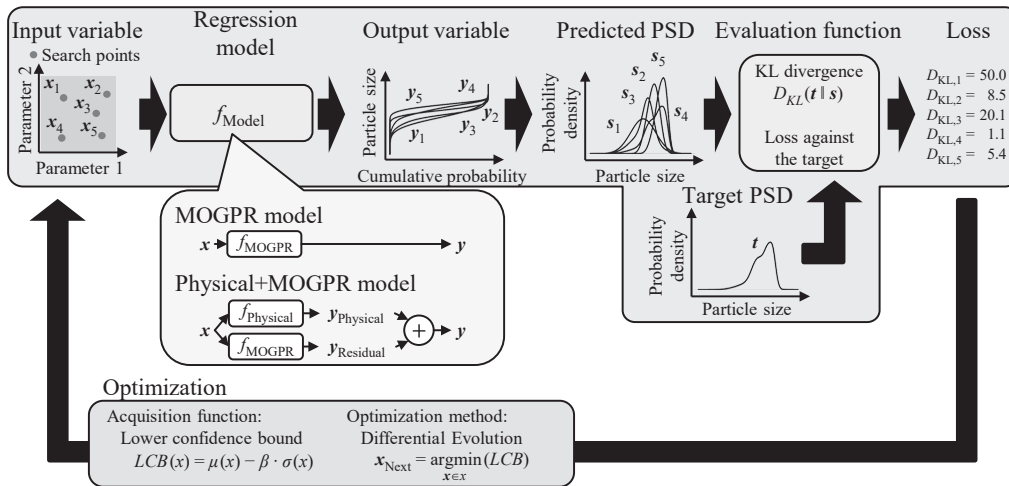 Input variable
Search points
Parameter 2
x1
x2
x3
x4
x5
Parameter 1
Regression
model
fModel
MOGPR model
x
fMOGPR
y
Physical+MOGPR model
x
fPhysical
yPhysical
fMOGPR
yResidual
+
y
Output variable
Particle size
y5
y4
y2
y1
y3
Cumulative probability
Predicted PSD
Probability
density
s5
s2
s3
s1
s4
Particle size
Evaluation function
KL divergence
DKL(t ‖ s)
Loss against
the target
Target PSD
Probability
density
t
Particle size
Loss
DKL,1 = 50.0
DKL,2 = 8.5
DKL,3 = 20.1
DKL,4 = 1.1
DKL,5 = 5.4
Optimization
Acquisition function:
Lower confidence bound
LCB(x) = μ(x) − β · σ(x)
Optimization method:
Differential Evolution
xNext = argmin(LCB)
x∈x